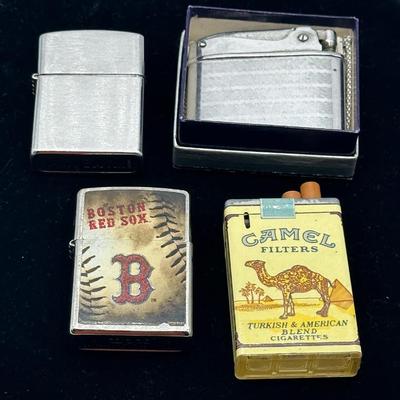 BOSTON
RED SOX
B
CAMEL
FILTERS
TURKISH & AMERICAN
BLEND
CIGARETTES